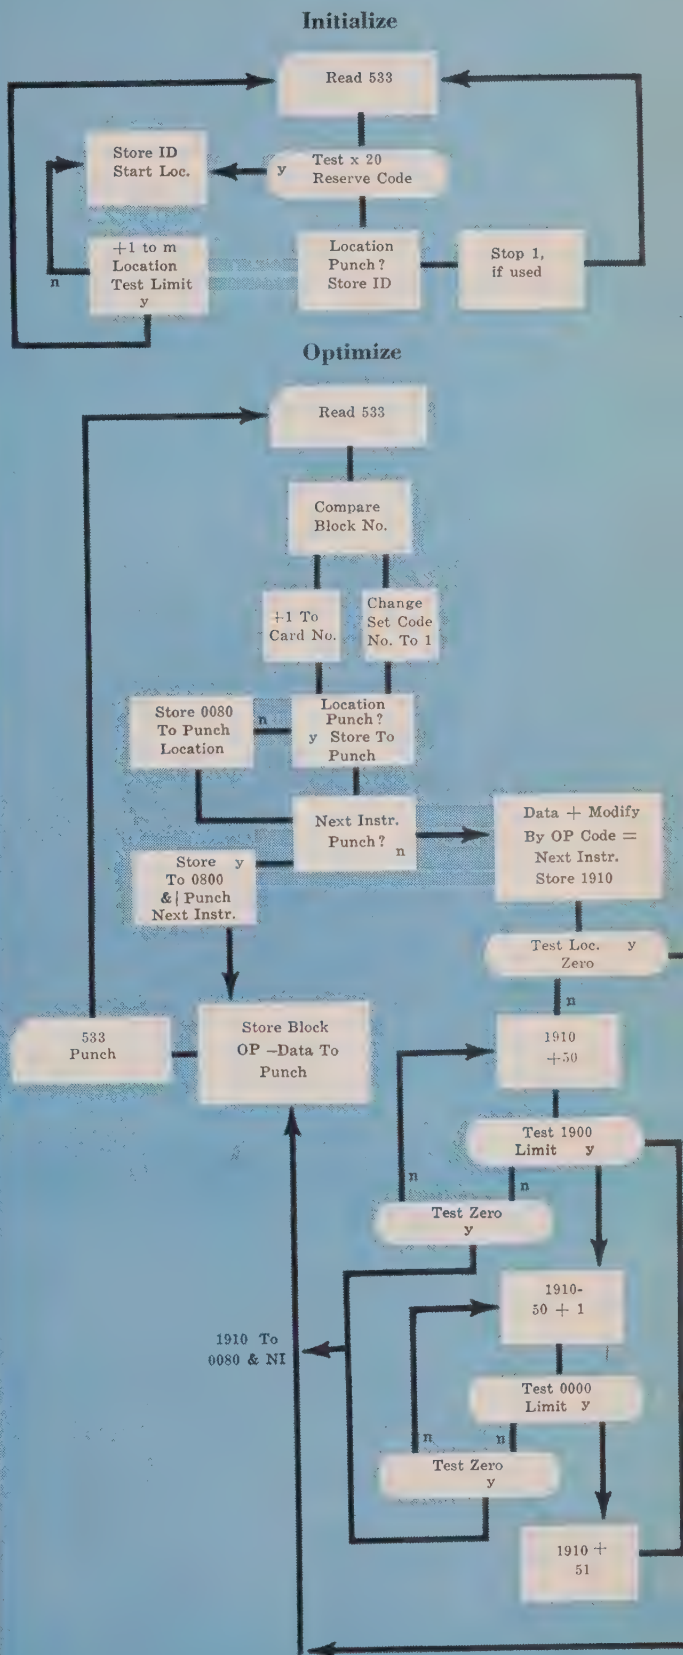 Initialize
Read 533
Test x 20
y
Reserve Code
Store ID
Start Loc.
+1 to m
Location
Test Limit
y
n
Location
Punch?
Store ID
Stop 1,
if used
Optimize
Read 533
Compare
Block No.
+1 To
Card No.
Change
Set Code
No. To 1
Location
Punch?
y Store To
Punch
n
Store 0080
To Punch
Location
Next Instr.
Punch? n
Data + Modify
By OP Code =
Next Instr.
Store 1910
Store y
To 0800
& | Punch
Next Instr.
Test Loc. y
Zero
n
533
Punch
Store Block
OP –Data To
Punch
1910
+50
Test 1900
Limit y
n
n
Test Zero
y
1910-
50 + 1
1910 To
0080 & NI
Test 0000
Limit y
n
n
Test Zero
y
1910 +
51